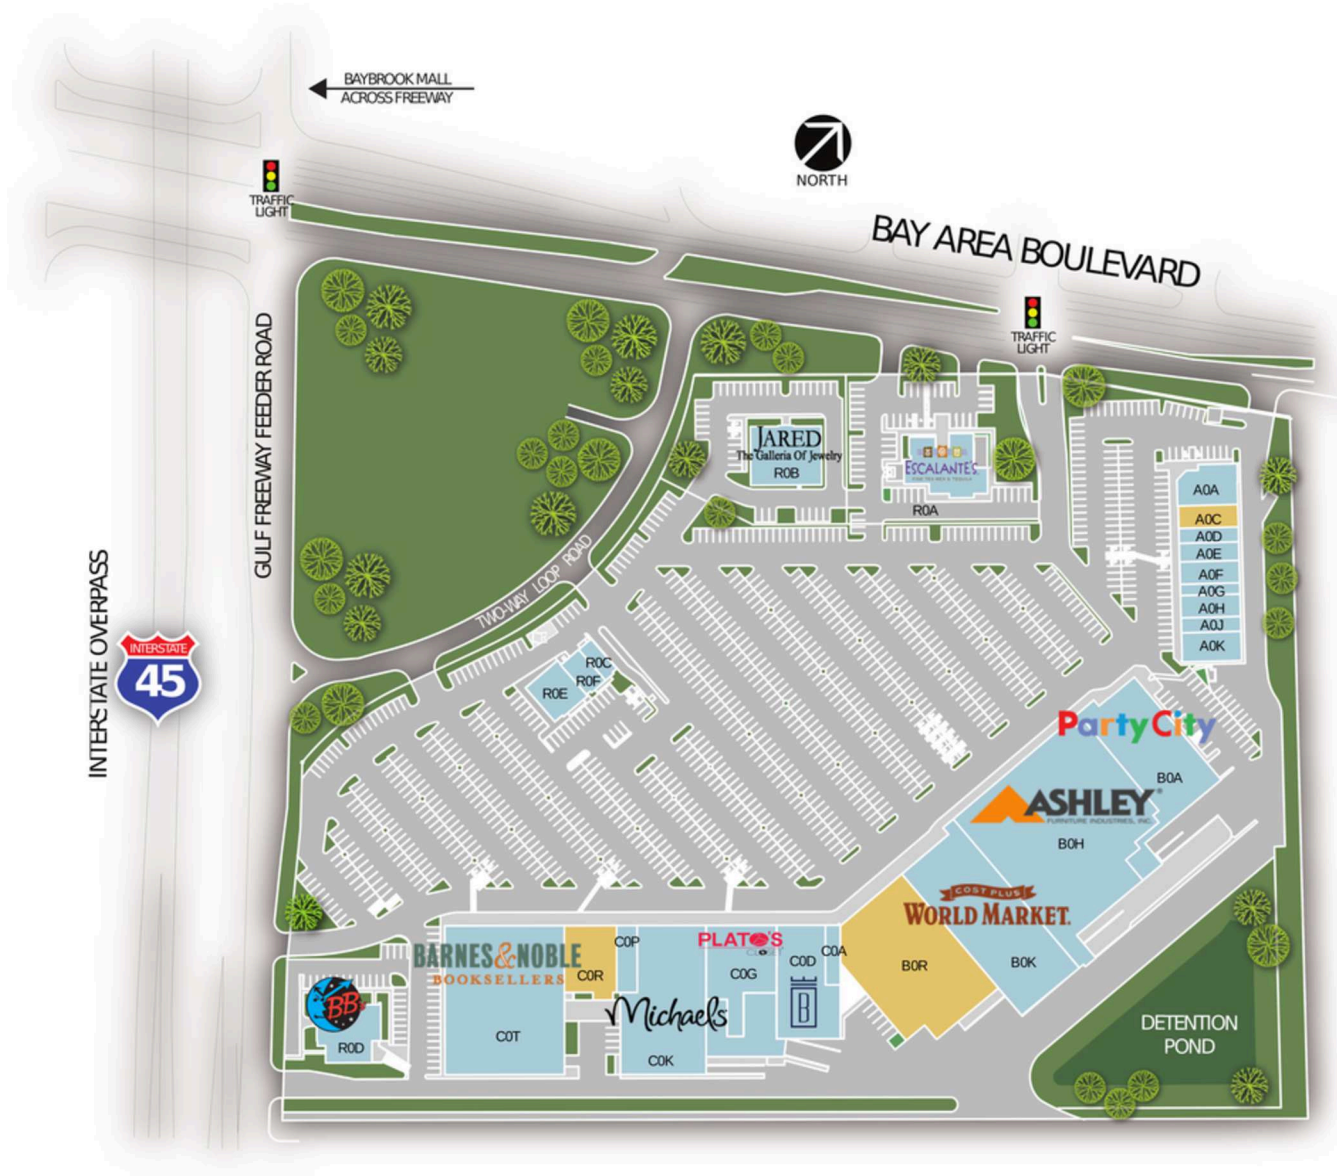 BAYBROOK MALL
ACROSS FREEWAY
NORTH
TRAFFIC
LIGHT
BAY AREA BOULEVARD
TRAFFIC
LIGHT
GULF FREEWAY FEEDER ROAD
JARED
The Galleria Of Jewelry
R0B
ESCALANTE'S
R0A
A0A
A0C
A0D
A0E
A0F
A0G
A0H
A0J
A0K
TWO-WAY LOOP ROAD
INTERSTATE OVERPASS
INTERSTATE
45
R0C
R0F
R0E
Party City
B0A
ASHLEY
FURNITURE INDUSTRIES, INC.
B0H
COST PLUS
WORLD MARKET.
B0K
B0R
BARNES&NOBLE
BOOKSELLERS
C0T
C0R
C0P
Michaels
C0K
PLATO'S
CLOSET
C0G
C0D
C0A
BB's
R0D
DETENTION
POND